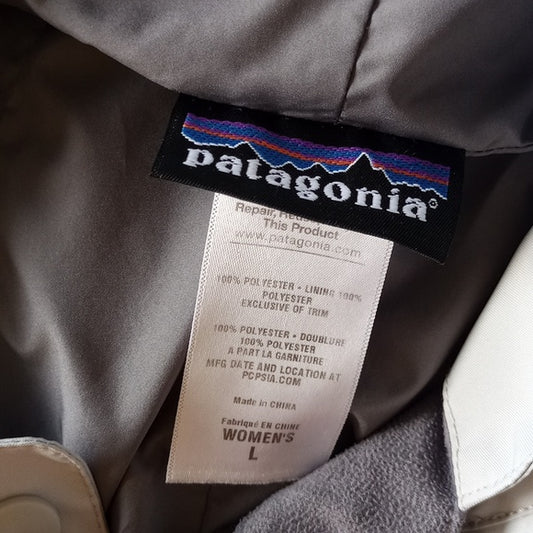 patagonia®
Repair,
This Product
www.patagonia.com
100% POLYESTER • LINING 100%
POLYESTER
EXCLUSIVE OF TRIM
100% POLYESTER • DOUBLURE
100% POLYESTER
A PART LA GARNITURE
MFG DATE AND LOCATION AT
PCPSIA.COM
Made in CHINA
Fabriqué EN CHINE
WOMEN'S
L